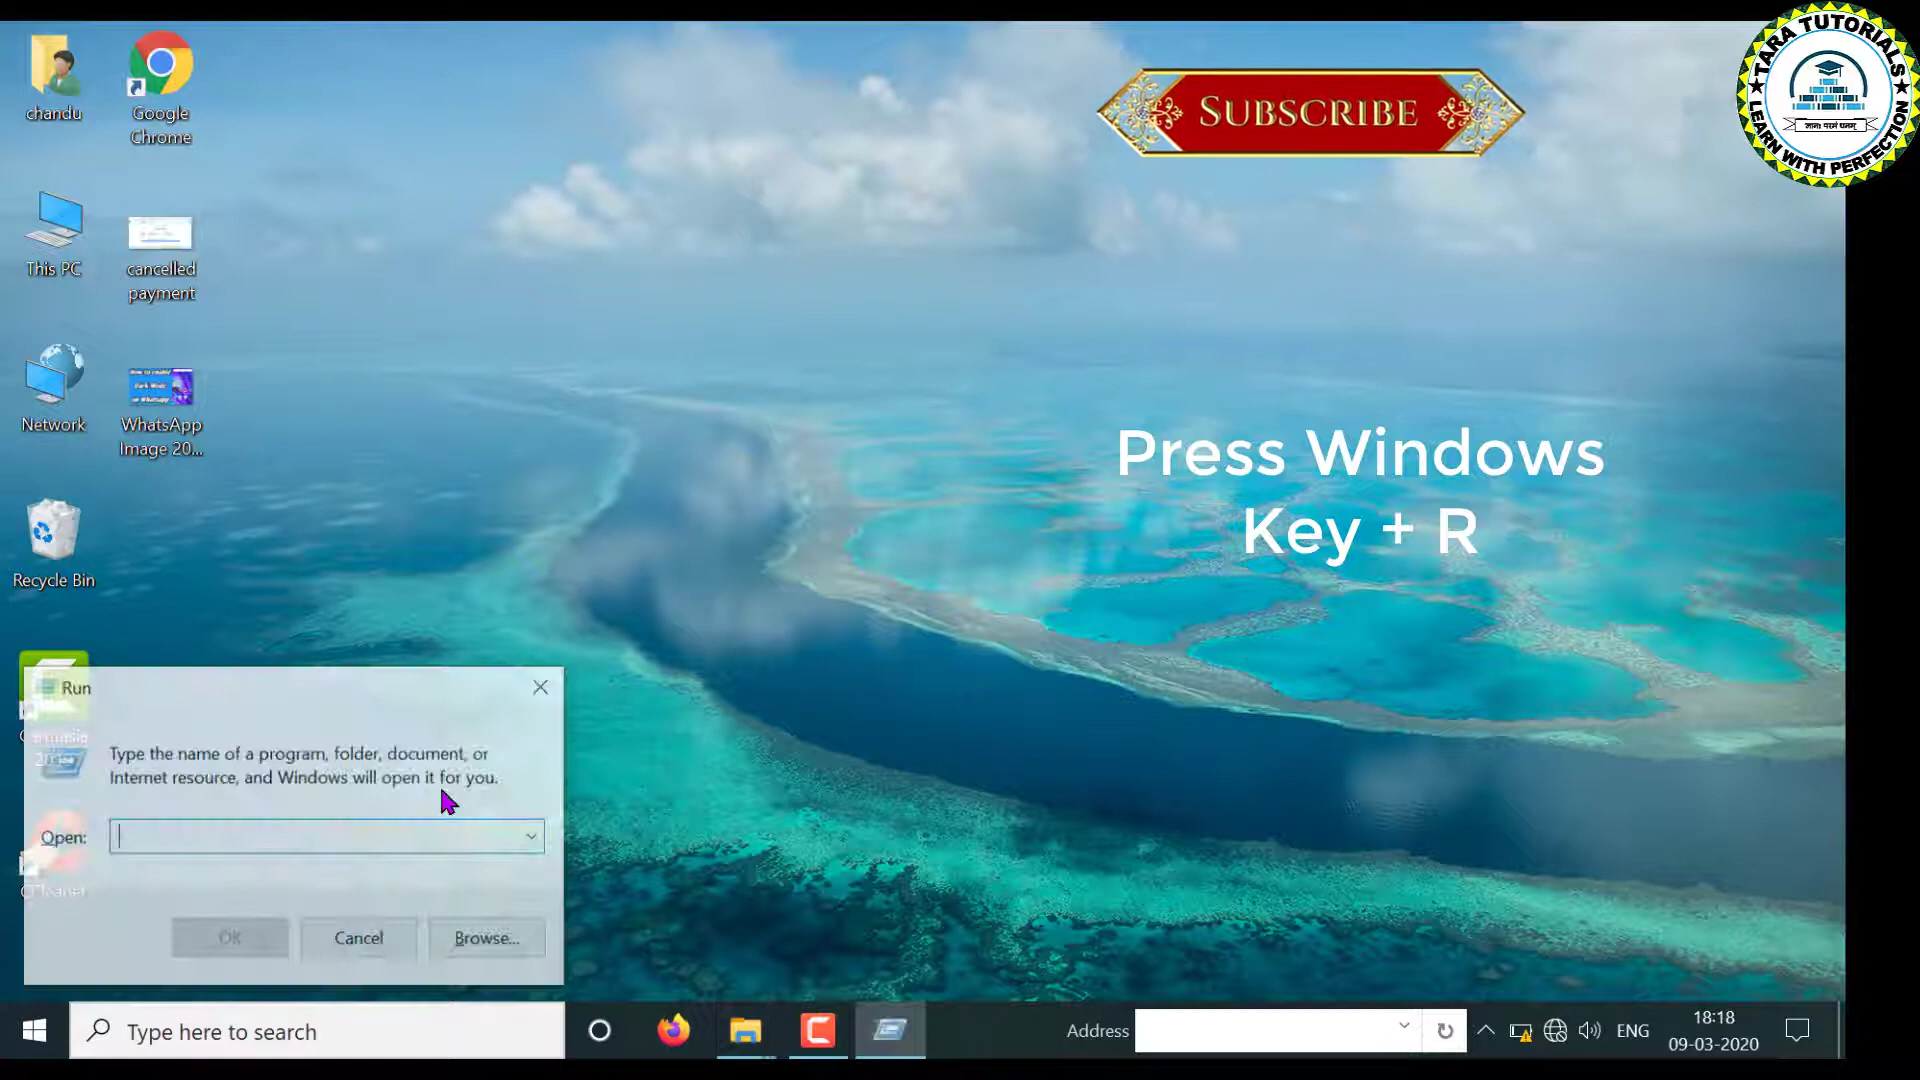 chandu
Google
Chrome
This PC
cancelled
payment
Network
WhatsApp
Image 20...
Recycle Bin
SUBSCRIBE
TARA TUTORIALS
LEARN WITH PERFECTION
Press Windows
Key + R
Run
Type the name of a program, folder, document, or
Internet resource, and Windows will open it for you.
Open:
OK
Cancel
Browse...
CCleaner
Type here to search
Address
ENG
18:18
09-03-2020